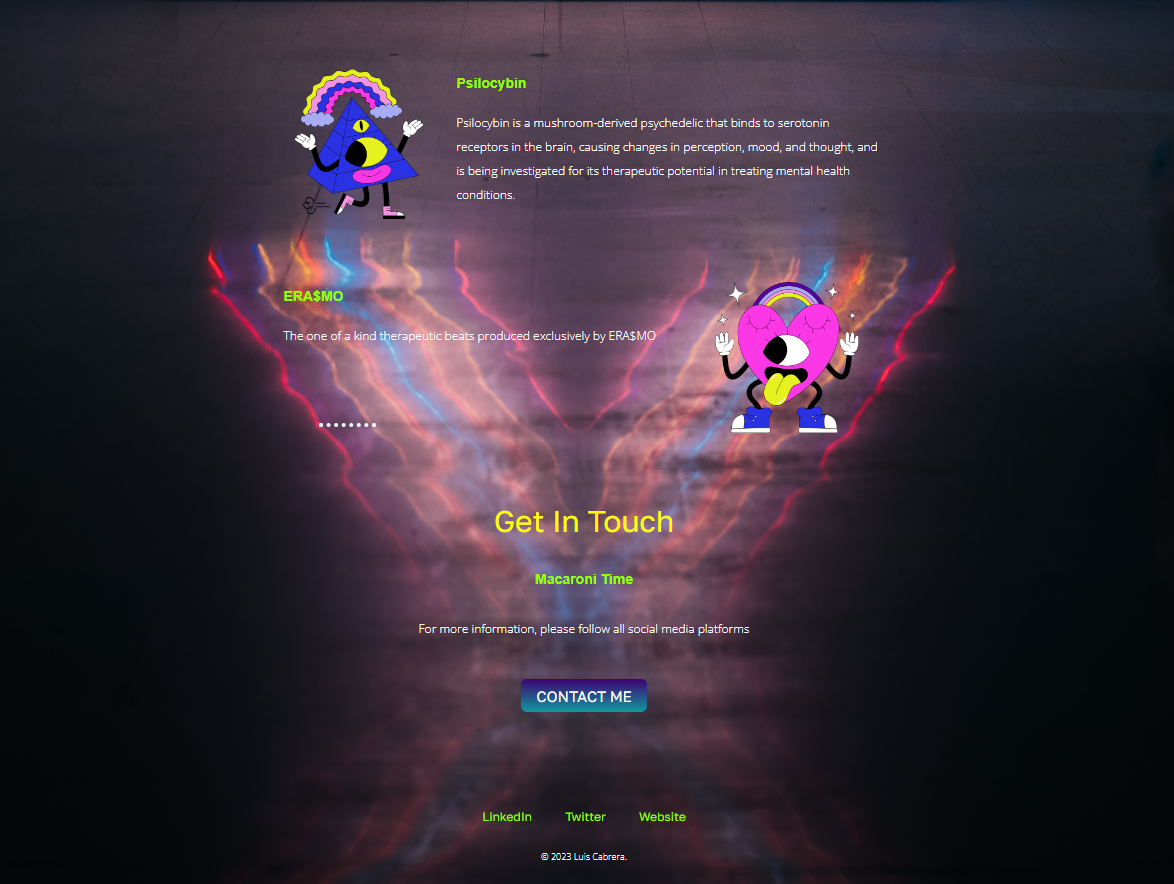 Psilocybin
Psilocybin is a mushroom-derived psychedelic that binds to serotonin
receptors in the brain, causing changes in perception, mood, and thought, and
is being investigated for its therapeutic potential in treating mental health
conditions.
ERA$MO
The one of a kind therapeutic beats produced exclusively by ERA$MO
Get In Touch
Macaroni Time
For more information, please follow all social media platforms
CONTACT ME
LinkedIn Twitter Website
© 2023 Luis Cabrera.